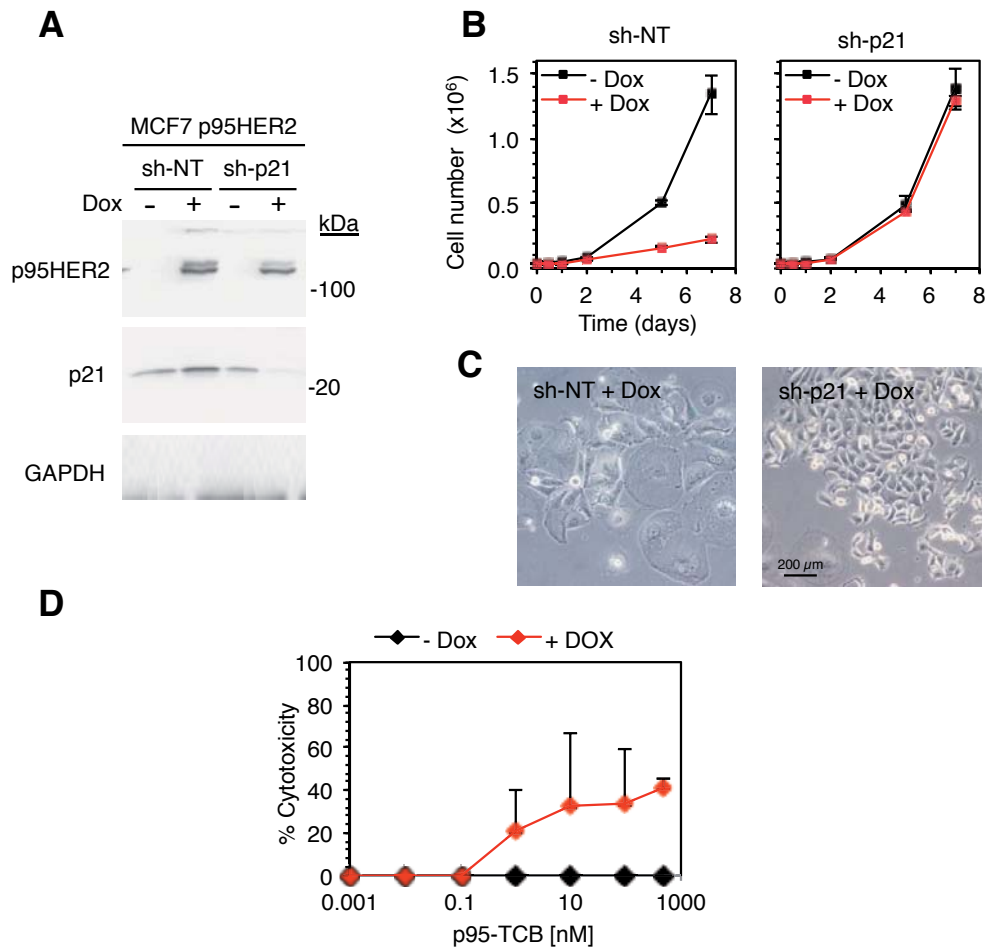 A
MCF7 p95HER2
sh-NT sh-p21
Dox - + - +
kDa
p95HER2
-100
p21
-20
GAPDH
B
sh-NT
sh-p21
- Dox
+ Dox
- Dox
+ Dox
Cell number (x10⁶)
1.5
1.0
0.5
0.0
0 2 4 6 8
0 2 4 6 8
Time (days)
C
sh-NT + Dox
sh-p21 + Dox
200 µm
D
- Dox + DOX
% Cytotoxicity
100
80
60
40
20
0
0.001 0.1 10 1000
p95-TCB [nM]